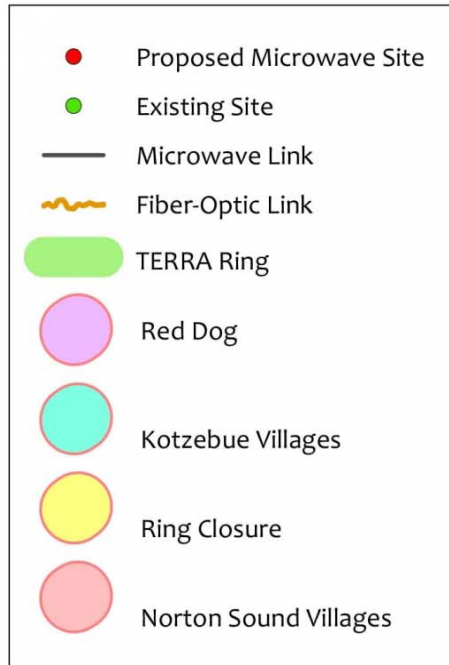 Proposed Microwave Site
Existing Site
Microwave Link
Fiber-Optic Link
TERRA Ring
Red Dog
Kotzebue Villages
Ring Closure
Norton Sound Villages